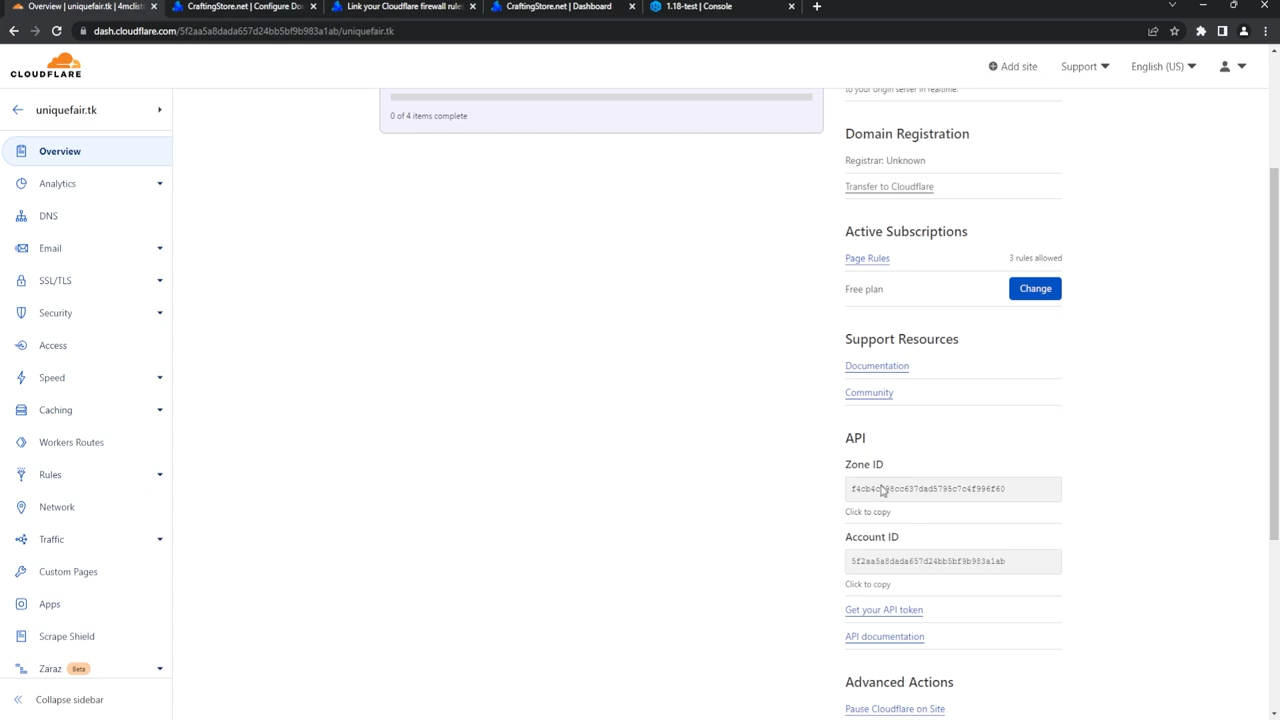 Overview | uniquefair.tk | 4mclist
CraftingStore.net | Configure Do
Link your Cloudflare firewall rules
CraftingStore.net | Dashboard
1.18-test | Console
dash.cloudflare.com/5f2aa5a8dada657d24bb5bf9b983a1ab/uniquefair.tk
CLOUDFLARE
Add site
Support
English (US)
uniquefair.tk
Overview
Analytics
DNS
Email
SSL/TLS
Security
Access
Speed
Caching
Workers Routes
Rules
Network
Traffic
Custom Pages
Apps
Scrape Shield
Zaraz Beta
Collapse sidebar
0 of 4 items complete
to your origin server in realtime.
Domain Registration
Registrar: Unknown
Transfer to Cloudflare
Active Subscriptions
Page Rules
3 rules allowed
Free plan
Change
Support Resources
Documentation
Community
API
Zone ID
Click to copy
Account ID
5f2aa5a8dada657d24bb5bf9b983a1ab
Click to copy
Get your API token
API documentation
Advanced Actions
Pause Cloudflare on Site